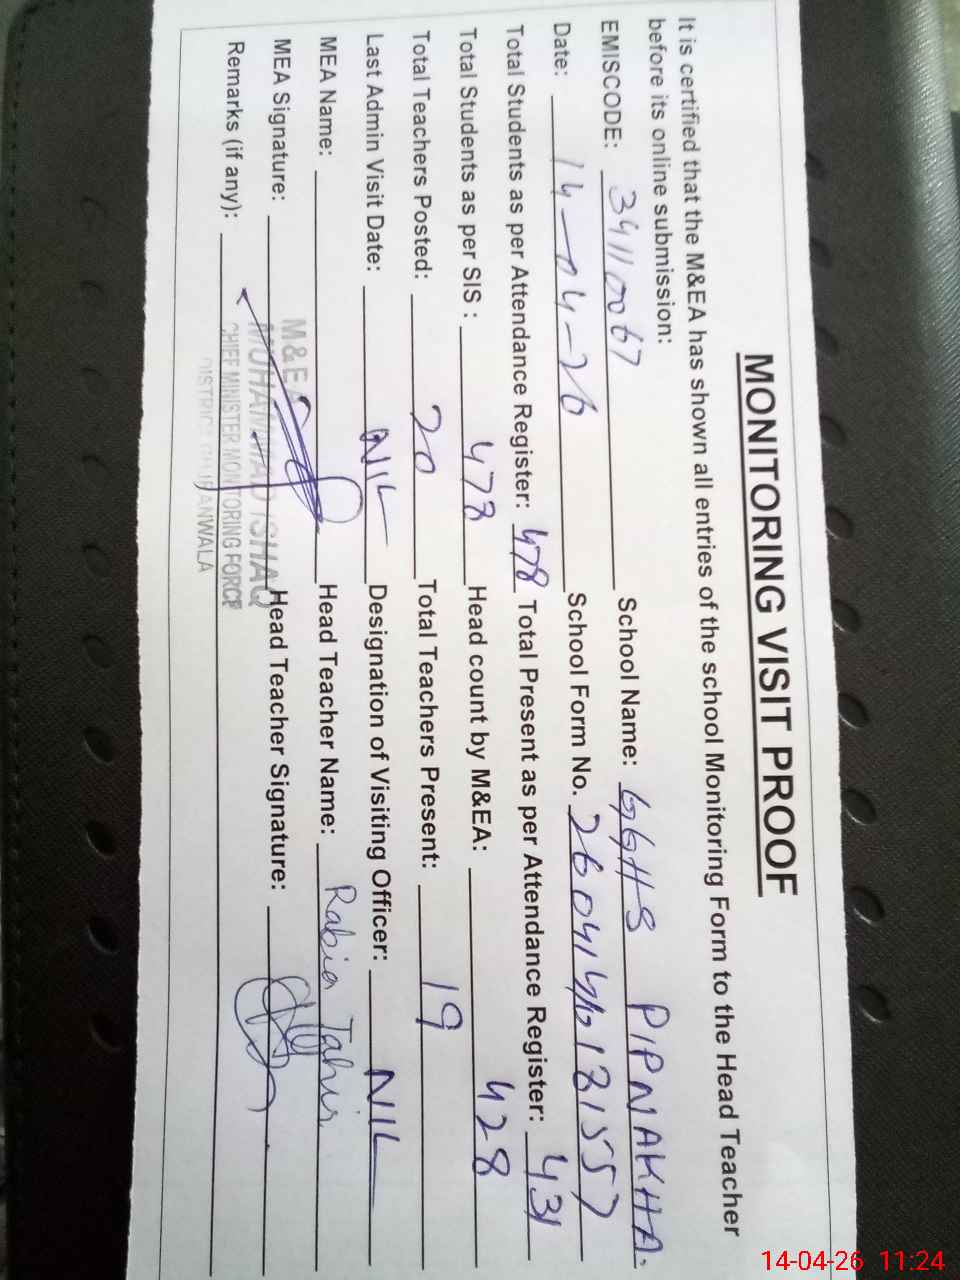 MONITORING VISIT PROOF
It is certified that the M&EA has shown all entries of the school Monitoring Form to the Head Teacher
before its online submission:
EMISCODE: 34110067 School Name: GGHS PIPNAKHA.
Date: 14-04-26 School Form No.
Total Students as per Attendance Register: 478 Total Present as per Attendance Register: 431
Total Students as per SIS : 478 Head count by M&EA: 428
Total Teachers Posted: 20 Total Teachers Present: 19
Last Admin Visit Date: NIL Designation of Visiting Officer: NIL
MEA Name: Head Teacher Name: Rabia Tahir
MEA Signature: Head Teacher Signature:
Remarks (if any):
M&EA
MUHAMMAD ISHAQ
CHIEF MINISTER MONITORING FORCE
DISTRICT GUJRANWALA
14-04-26 11:24